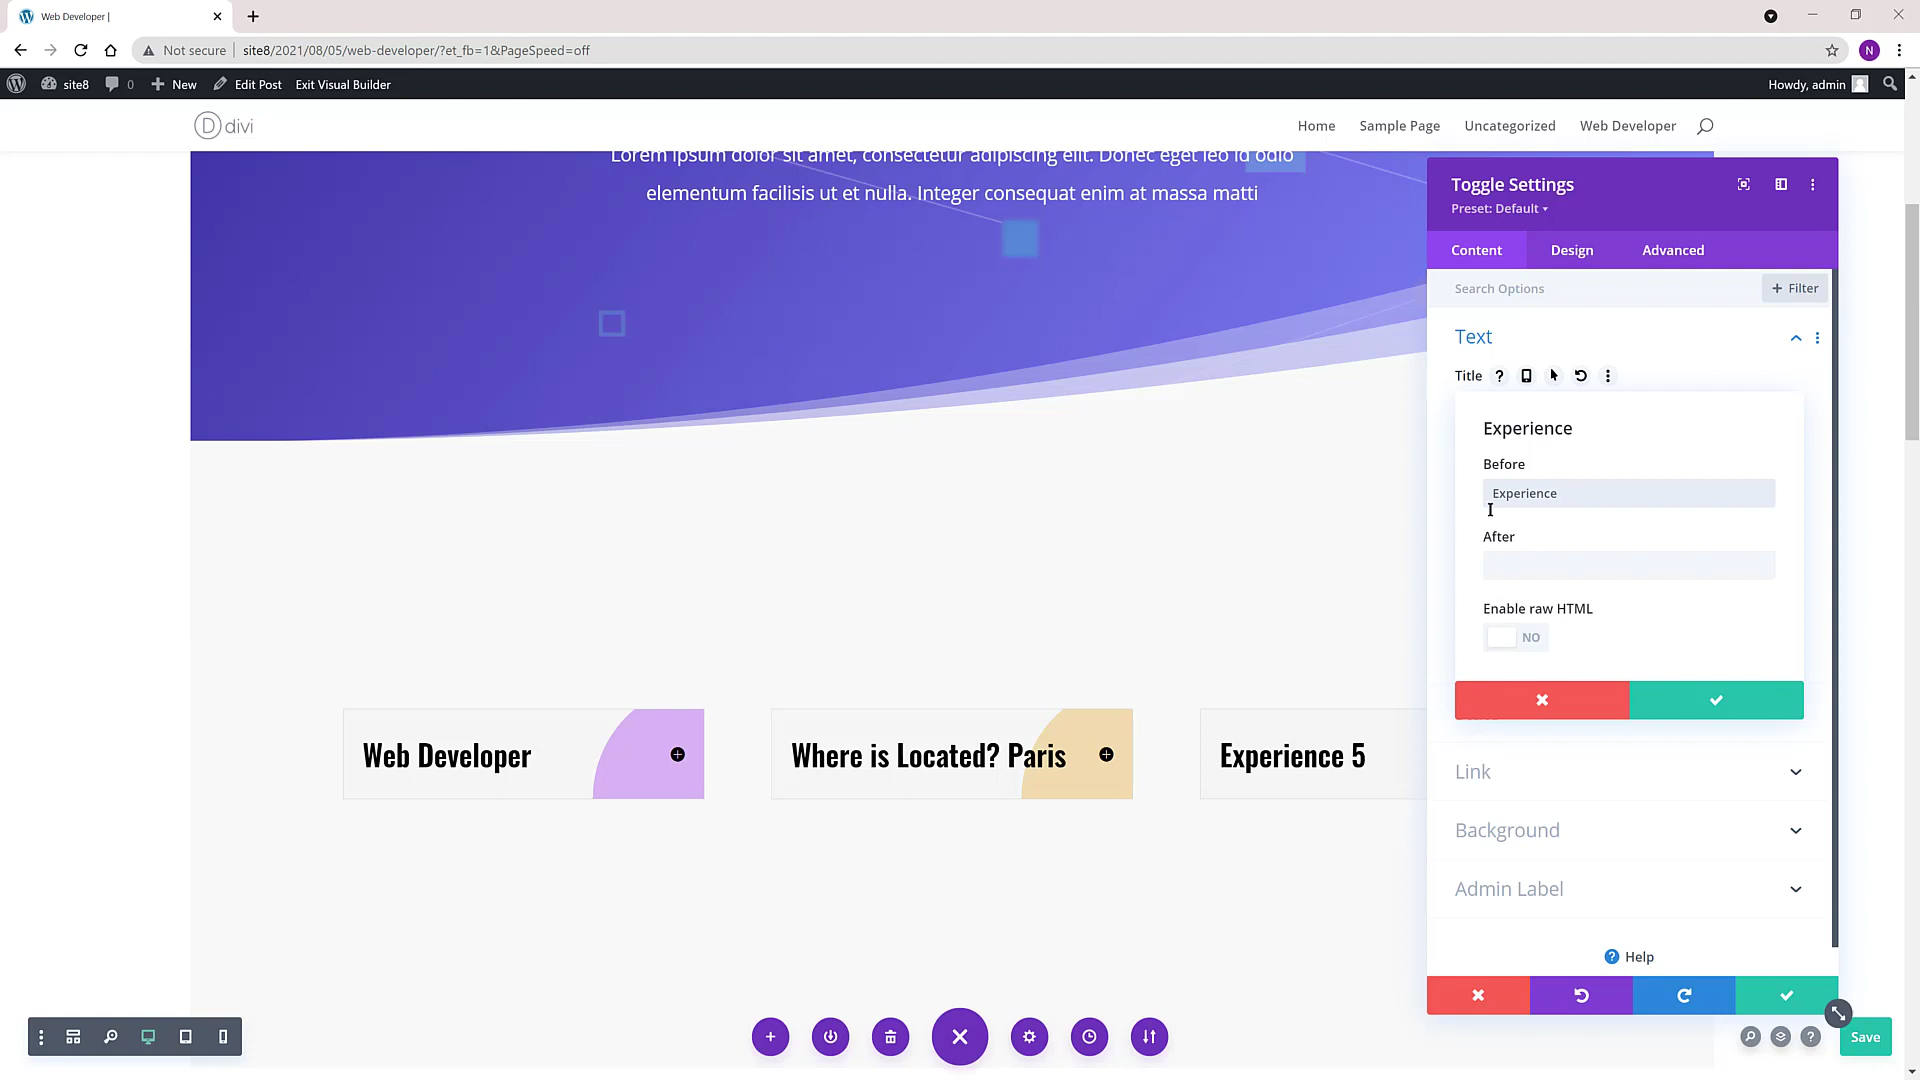 Web Developer |
Not secure
site8/2021/08/05/web-developer/?et_fb=1&PageSpeed=off
N
site8
0
New
Edit Post
Exit Visual Builder
Howdy, admin
D divi
Home
Sample Page
Uncategorized
Web Developer
Lorem ipsum dolor sit amet, consectetur adipiscing elit. Donec eget leo id odio
elementum facilisis ut et nulla. Integer consequat enim at massa matti
Toggle Settings
Preset: Default
Content
Design
Advanced
Search Options
+ Filter
Text
Title
Experience
Before
Experience
After
Enable raw HTML
NO
Web Developer
Where is Located? Paris
Experience 5
Link
Background
Admin Label
Help
Save